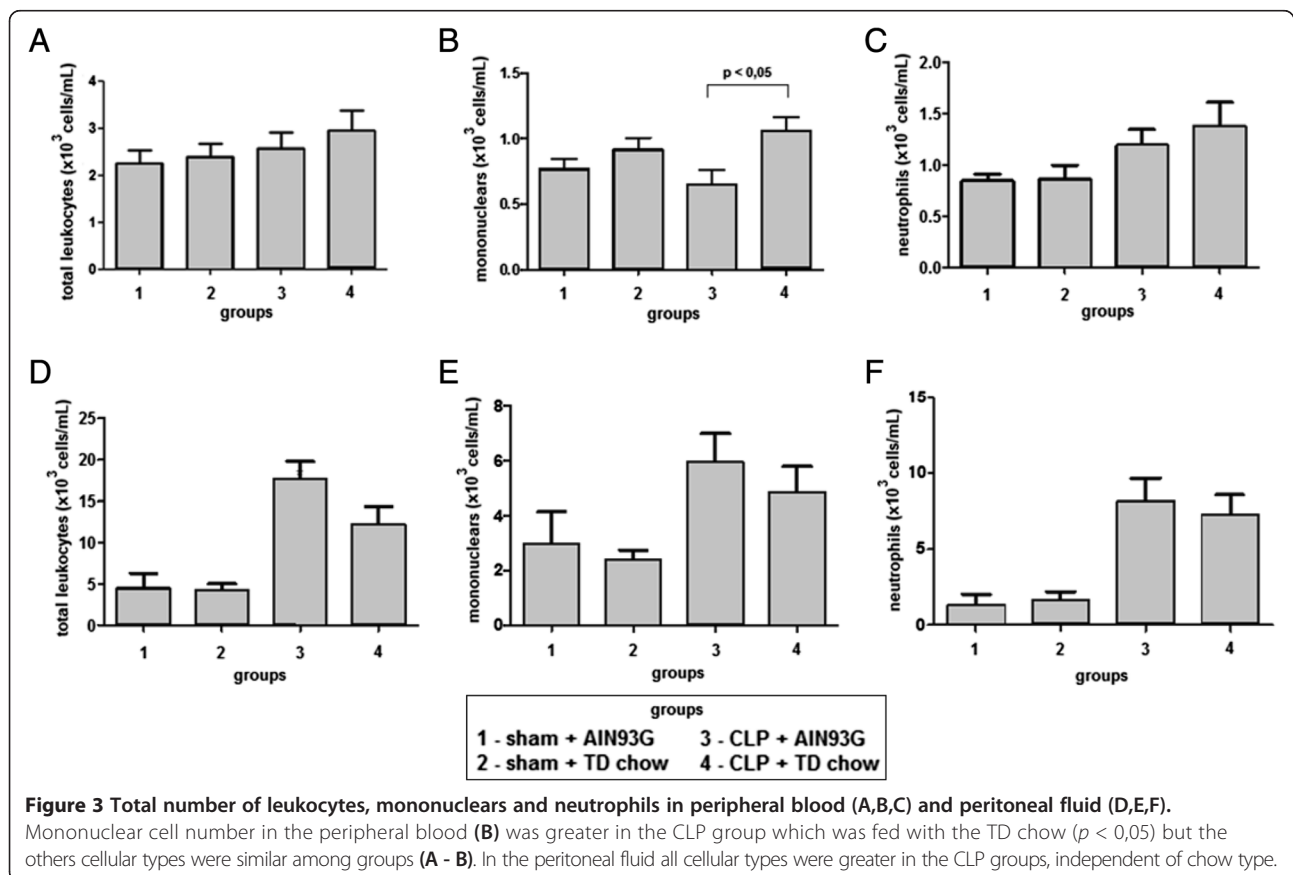 A
total leukocytes (x10³ cells/mL)
4
3
2
1
0
1 2 3 4
groups
B
mononuclears (x10³ cells/mL)
1.5
1.0
0.5
0.0
p < 0,05
1 2 3 4
groups
C
neutrophils (x10³ cells/mL)
2.0
1.5
1.0
0.5
0.0
1 2 3 4
groups
D
total leukocytes (x10³ cells/mL)
25
20
15
10
5
0
1 2 3 4
groups
E
mononuclears (x10³ cells/mL)
8
6
4
2
0
1 2 3 4
groups
F
neutrophils (x10³ cells/mL)
15
10
5
0
1 2 3 4
groups
groups
1 - sham + AIN93G 3 - CLP + AIN93G
2 - sham + TD chow 4 - CLP + TD chow
Figure 3 Total number of leukocytes, mononuclears and neutrophils in peripheral blood (A,B,C) and peritoneal fluid (D,E,F).
Mononuclear cell number in the peripheral blood (B) was greater in the CLP group which was fed with the TD chow (p < 0,05) but the
others cellular types were similar among groups (A - B). In the peritoneal fluid all cellular types were greater in the CLP groups, independent of chow type.